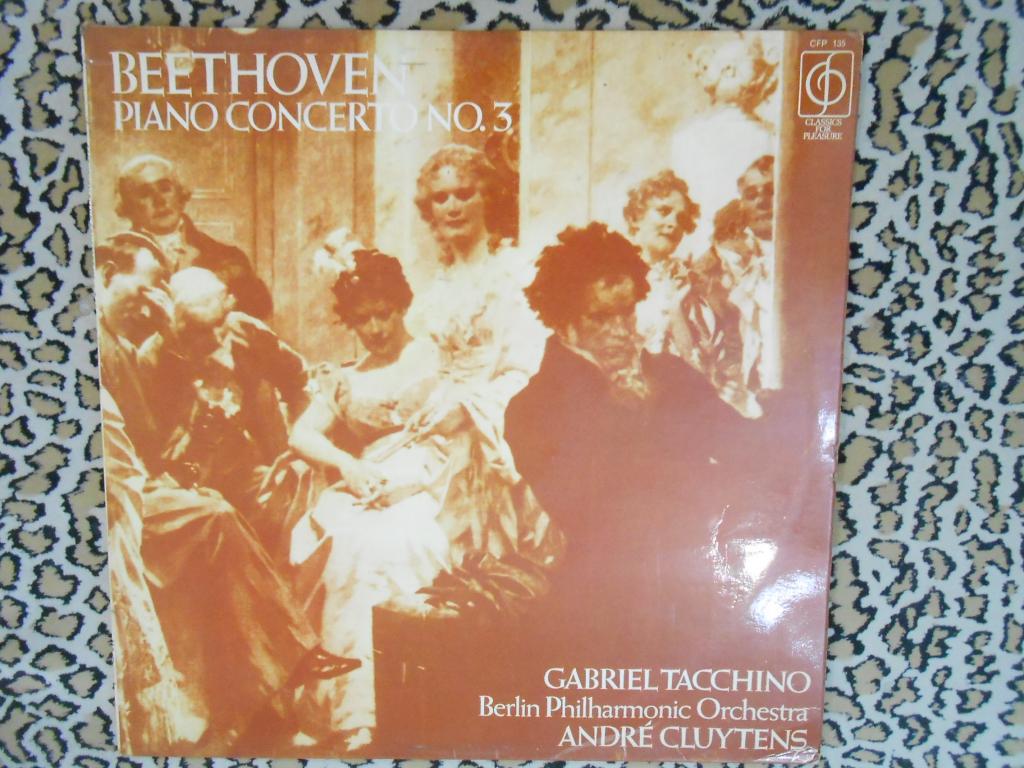 BEETHOVEN
PIANO CONCERTO NO. 3
CFP 135
CLASSICS
FOR
PLEASURE
GABRIEL TACCHINO
Berlin Philharmonic Orchestra
ANDRÉ CLUYTENS